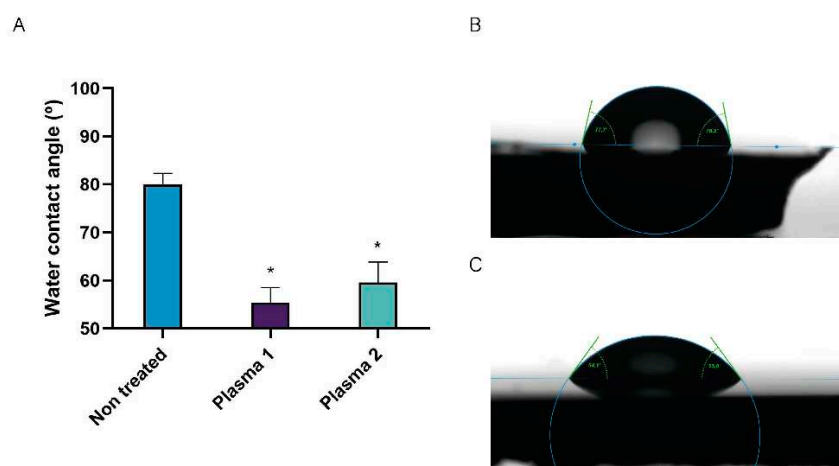 A
B
Water contact angle (º)
100
90
80
70
60
50
*
*
Non treated
Plasma 1
Plasma 2
C